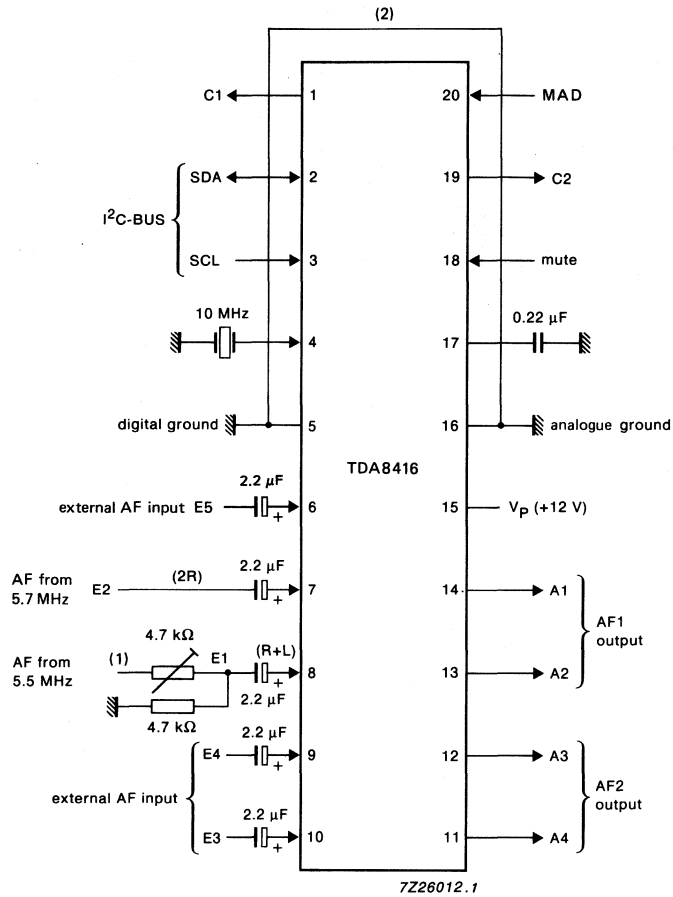 (2)
C1 1 20 MAD
SDA 2 19 C2
I²C-BUS
SCL 3 18 mute
10 MHz 0.22 µF
4 17
digital ground 5 16 analogue ground
TDA8416
2.2 µF
external AF input E5 + 6 15 Vp (+12 V)
AF from 5.7 MHz E2 (2R) 2.2 µF + 7 14 A1
AF1 output
4.7 kΩ
AF from 5.5 MHz (1) E1 (R+L) + 8 13 A2
4.7 kΩ 2.2 µF
2.2 µF
E4 + 9 12 A3
external AF input AF2 output
2.2 µF
E3 + 10 11 A4
7Z26012.1